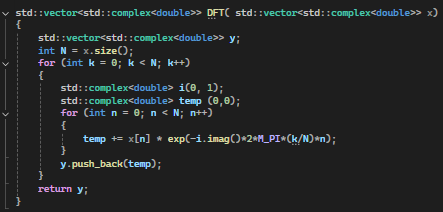 std::vector<std::complex<double>> DFT( std::vector<std::complex<double>> x)
{
std::vector<std::complex<double>> y;
int N = x.size();
for (int k = 0; k < N; k++)
{
std::complex<double> i(0, 1);
std::complex<double> temp (0,0);
for (int n = 0; n < N; n++)
{
temp += x[n] * exp(-i.imag()*2*M_PI*(k/N)*n);
}
y.push_back(temp);
}
return y;
}